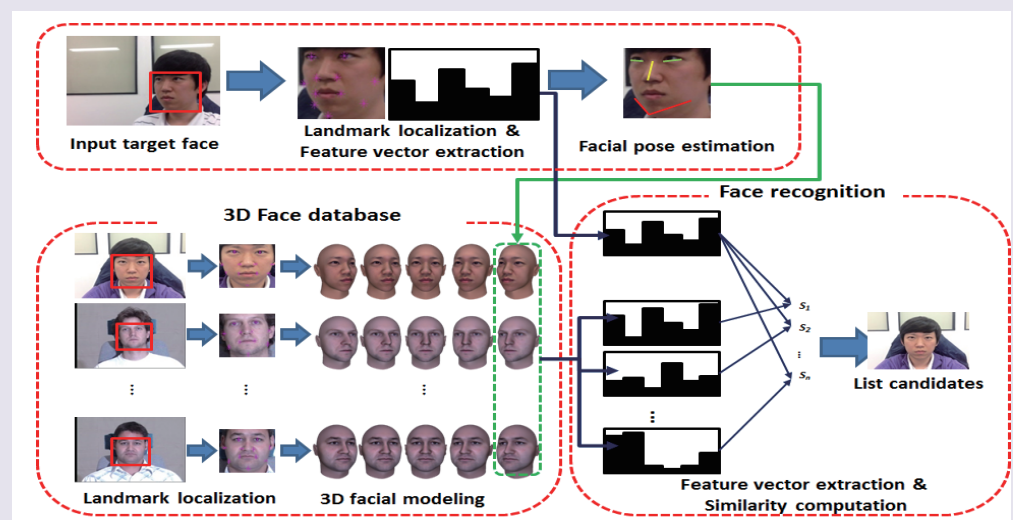 Input target face
Landmark localization &
Feature vector extraction
Facial pose estimation
3D Face database
Face recognition
S1
S2
...
Sn
List candidates
...
...
...
...
Landmark localization
3D facial modeling
Feature vector extraction &
Similarity computation